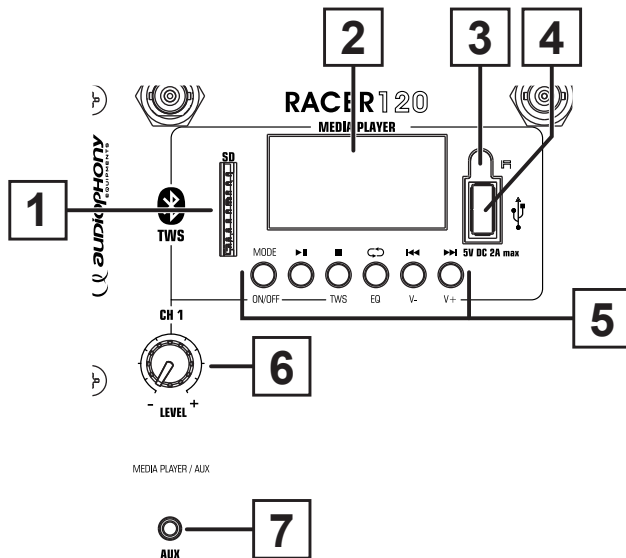 2
3
4
RACER120
MEDIA PLAYER
SD
1
TWS
5V DC 2A max
MODE
ON/OFF
TWS
EQ
V-
V+
5
CH 1
6
- LEVEL +
MEDIA PLAYER / AUX
7
AUX
audiophony